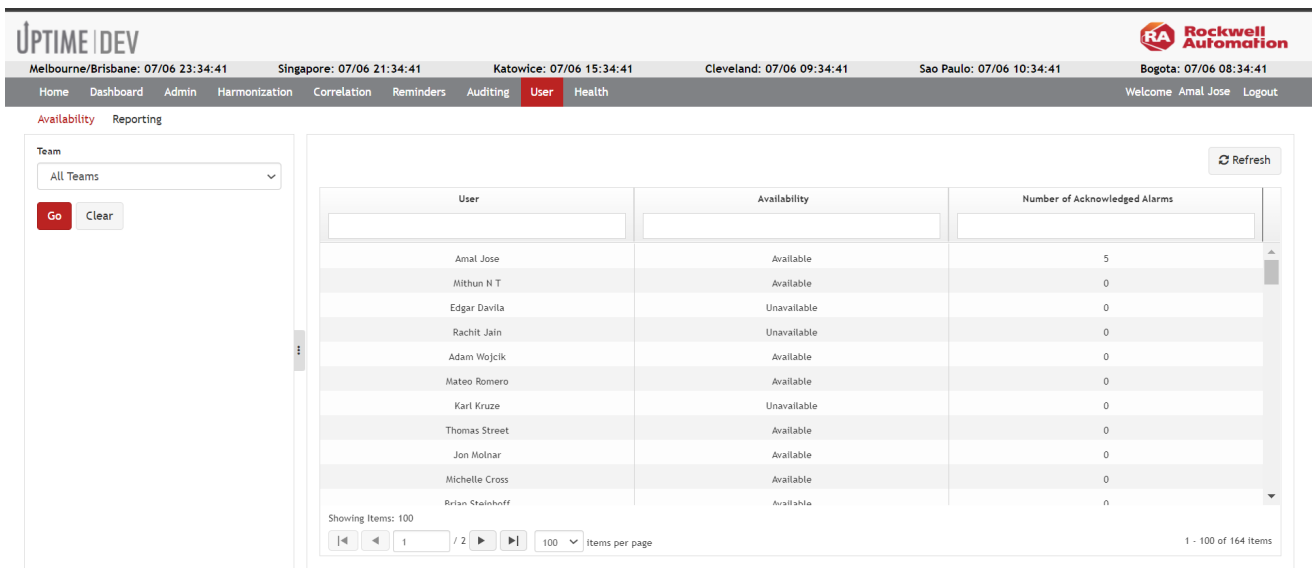 UPTIME|DEV
RA Rockwell Automation
Melbourne/Brisbane: 07/06 23:34:41 Singapore: 07/06 21:34:41 Katowice: 07/06 15:34:41 Cleveland: 07/06 09:34:41 Sao Paulo: 07/06 10:34:41 Bogota: 07/06 08:34:41
Home Dashboard Admin Harmonization Correlation Reminders Auditing User Health Welcome Amal Jose Logout
Availability Reporting
Team
All Teams
Go Clear
Refresh
User Availability Number of Acknowledged Alarms
Amal Jose Available 5
Mithun N T Available 0
Edgar Davila Unavailable 0
Rachit Jain Unavailable 0
Adam Wojcik Available 0
Mateo Romero Available 0
Karl Kruze Unavailable 0
Thomas Street Available 0
Jon Molnar Available 0
Michelle Cross Available 0
Brian Steinhoff Available 0
Showing Items: 100
1 / 2 100 items per page 1 - 100 of 164 items